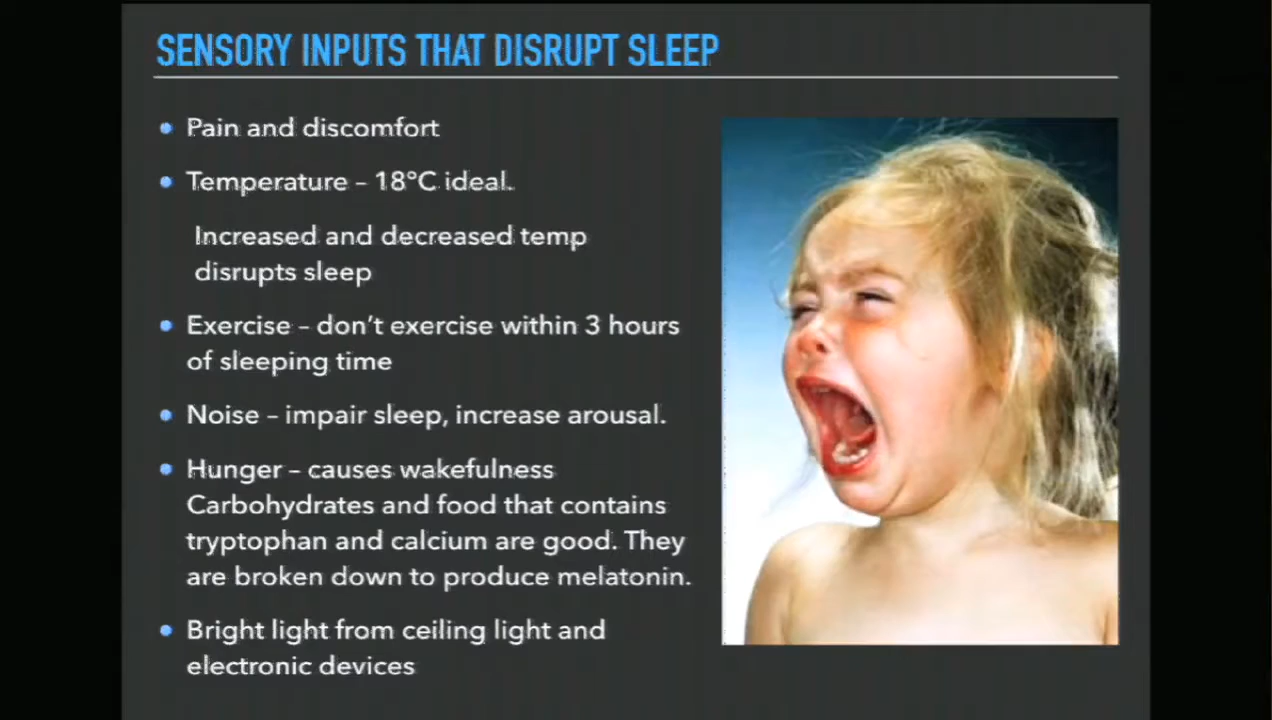 SENSORY INPUTS THAT DISRUPT SLEEP
• Pain and discomfort
• Temperature – 18°C ideal.
Increased and decreased temp
disrupts sleep
• Exercise – don't exercise within 3 hours
of sleeping time
• Noise – impair sleep, increase arousal.
• Hunger – causes wakefulness
Carbohydrates and food that contains
tryptophan and calcium are good. They
are broken down to produce melatonin.
• Bright light from ceiling light and
electronic devices